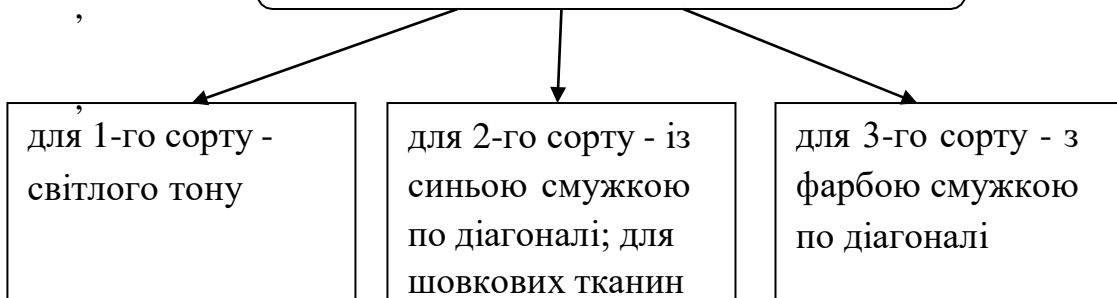 ,
,
для 1-го сорту -
світлого тону
для 2-го сорту - із
синьою смужкою
по діагоналі; для
шовкових тканин
для 3-го сорту - з
фарбою смужкою
по діагоналі